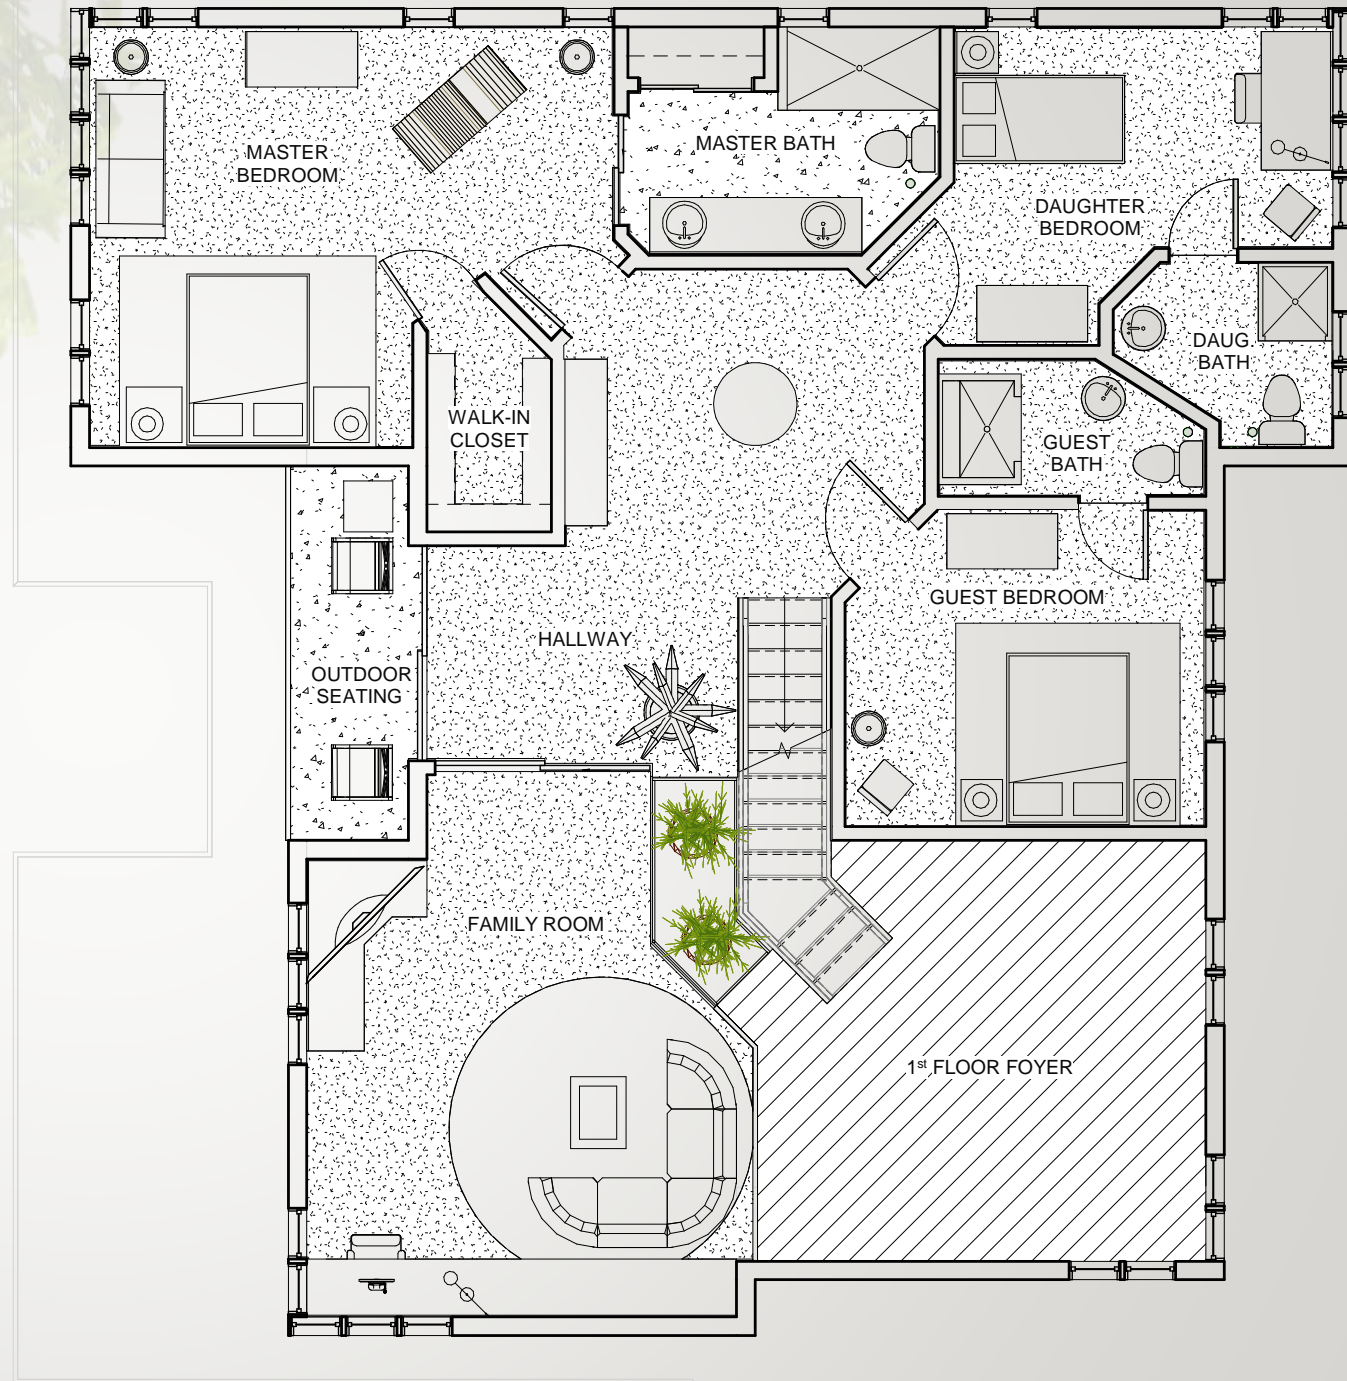 MASTER
BEDROOM
MASTER BATH
DAUGHTER
BEDROOM
DAUG.
BATH
WALK-IN
CLOSET
GUEST
BATH
GUEST BEDROOM
HALLWAY
OUTDOOR
SEATING
FAMILY ROOM
1st FLOOR FOYER